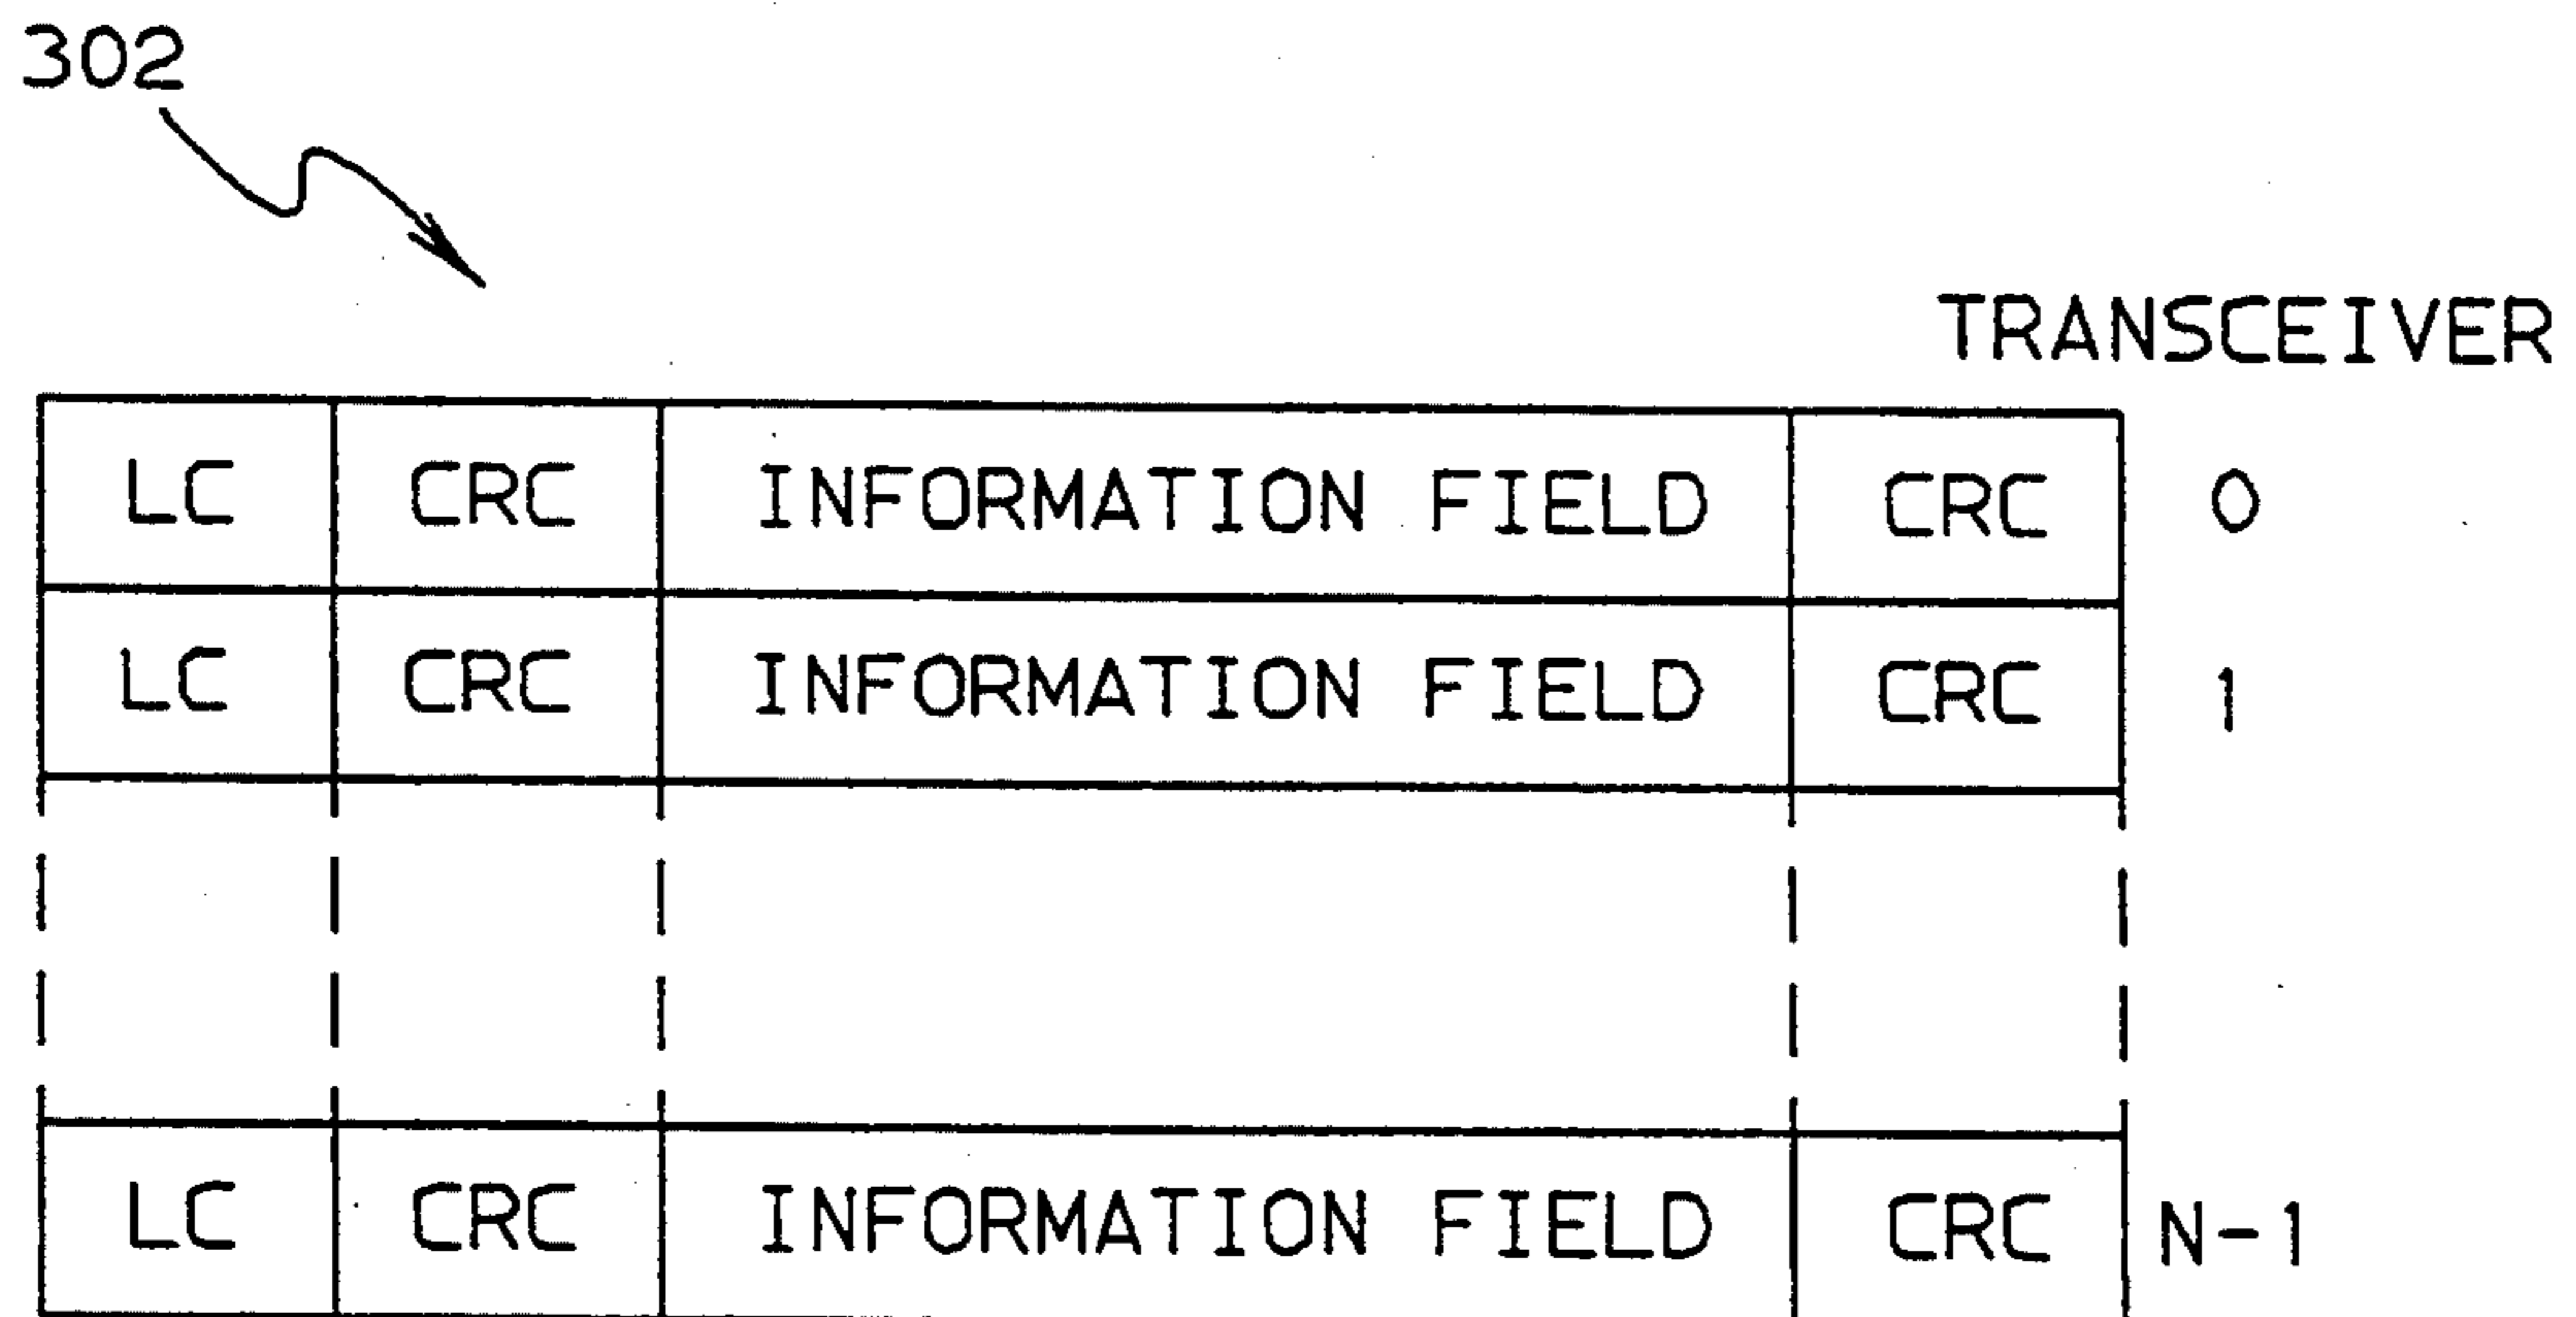 302
TRANSCEIVER
LC CRC INFORMATION FIELD CRC 0
LC CRC INFORMATION FIELD CRC 1
LC CRC INFORMATION FIELD CRC N-1